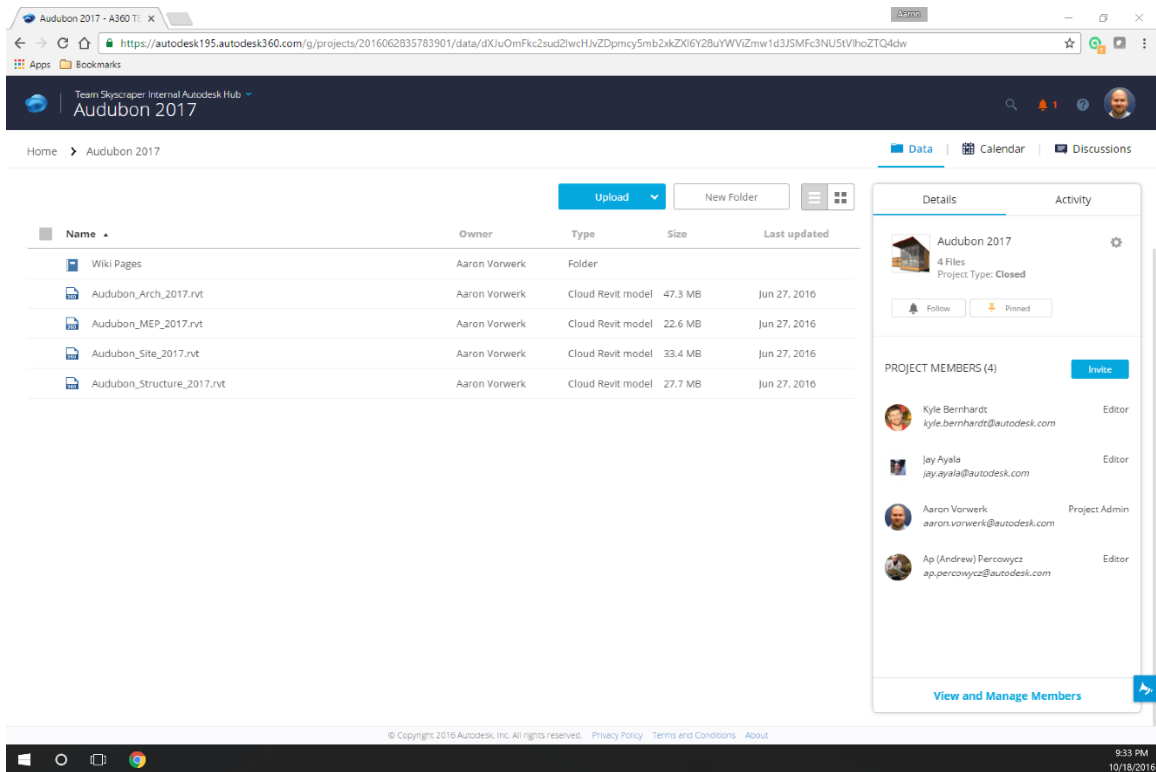 Audubon 2017 - A360 TE
Aaron
https://autodesk195.autodesk360.com/g/projects/2016062835783901/data/
Apps Bookmarks
Team Skyscraper Internal Autodesk Hub
Audubon 2017
1
Home Audubon 2017
Data | Calendar | Discussions
Upload New Folder
Details Activity
Name Owner Type Size Last updated
Wiki Pages Aaron Vorwerk Folder
Audubon_Arch_2017.rvt Aaron Vorwerk Cloud Revit model 47.3 MB Jun 27, 2016
Audubon_MEP_2017.rvt Aaron Vorwerk Cloud Revit model 22.6 MB Jun 27, 2016
Audubon_Site_2017.rvt Aaron Vorwerk Cloud Revit model 33.4 MB Jun 27, 2016
Audubon_Structure_2017.rvt Aaron Vorwerk Cloud Revit model 27.7 MB Jun 27, 2016
Audubon 2017
4 Files
Project Type: Closed
Follow Pinned
PROJECT MEMBERS (4) Invite
Kyle Bernhardt Editor
kyle.bernhardt@autodesk.com
Jay Ayala Editor
jay.ayala@autodesk.com
Aaron Vorwerk Project Admin
aaron.vorwerk@autodesk.com
Ap (Andrew) Percowycz Editor
ap.percowycz@autodesk.com
View and Manage Members
© Copyright 2016 Autodesk, Inc. All rights reserved. Privacy Policy Terms and Conditions About
9:33 PM
10/18/2016